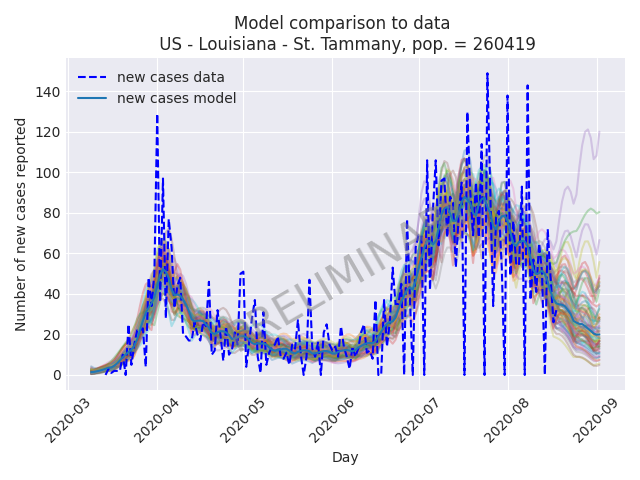 Model comparison to data
US - Louisiana - St. Tammany, pop. = 260419
new cases data
new cases model
Number of new cases reported
140
120
100
80
60
40
20
0
PRELIMINARY
2020-03
2020-04
2020-05
2020-06
2020-07
2020-08
2020-09
Day